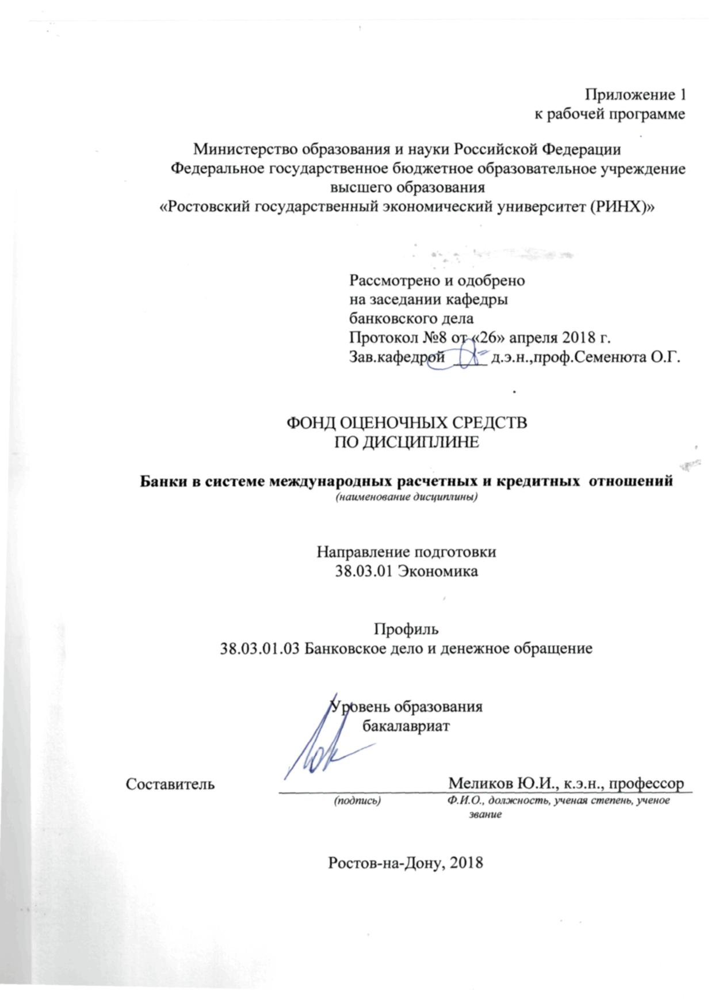 Приложение 1
к рабочей программе
Министерство образования и науки Российской Федерации
Федеральное государственное бюджетное образовательное учреждение
высшего образования
«Ростовский государственный экономический университет (РИНХ)»
Рассмотрено и одобрено
на заседании кафедры
банковского дела
Протокол №8 от «26» апреля 2018 г.
Зав.кафедрой _____ д.э.н.,проф.Семенюта О.Г.
ФОНД ОЦЕНОЧНЫХ СРЕДСТВ
ПО ДИСЦИПЛИНЕ
Банки в системе международных расчетных и кредитных отношений
(наименование дисциплины)
Направление подготовки
38.03.01 Экономика
Профиль
38.03.01.03 Банковское дело и денежное обращение
Уровень образования
бакалавриат
Составитель Меликов Ю.И., к.э.н., профессор
(подпись) Ф.И.О., должность, ученая степень, ученое
звание
Ростов-на-Дону, 2018